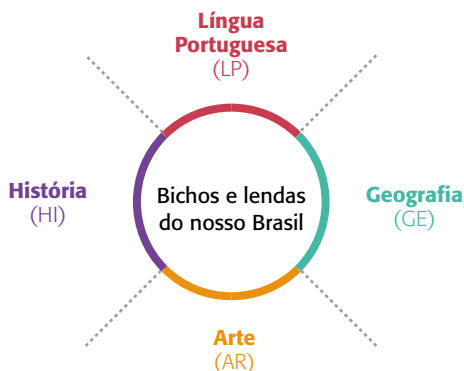 Língua
Portuguesa
(LP)
História
(HI)
Bichos e lendas
do nosso Brasil
Geografia
(GE)
Arte
(AR)